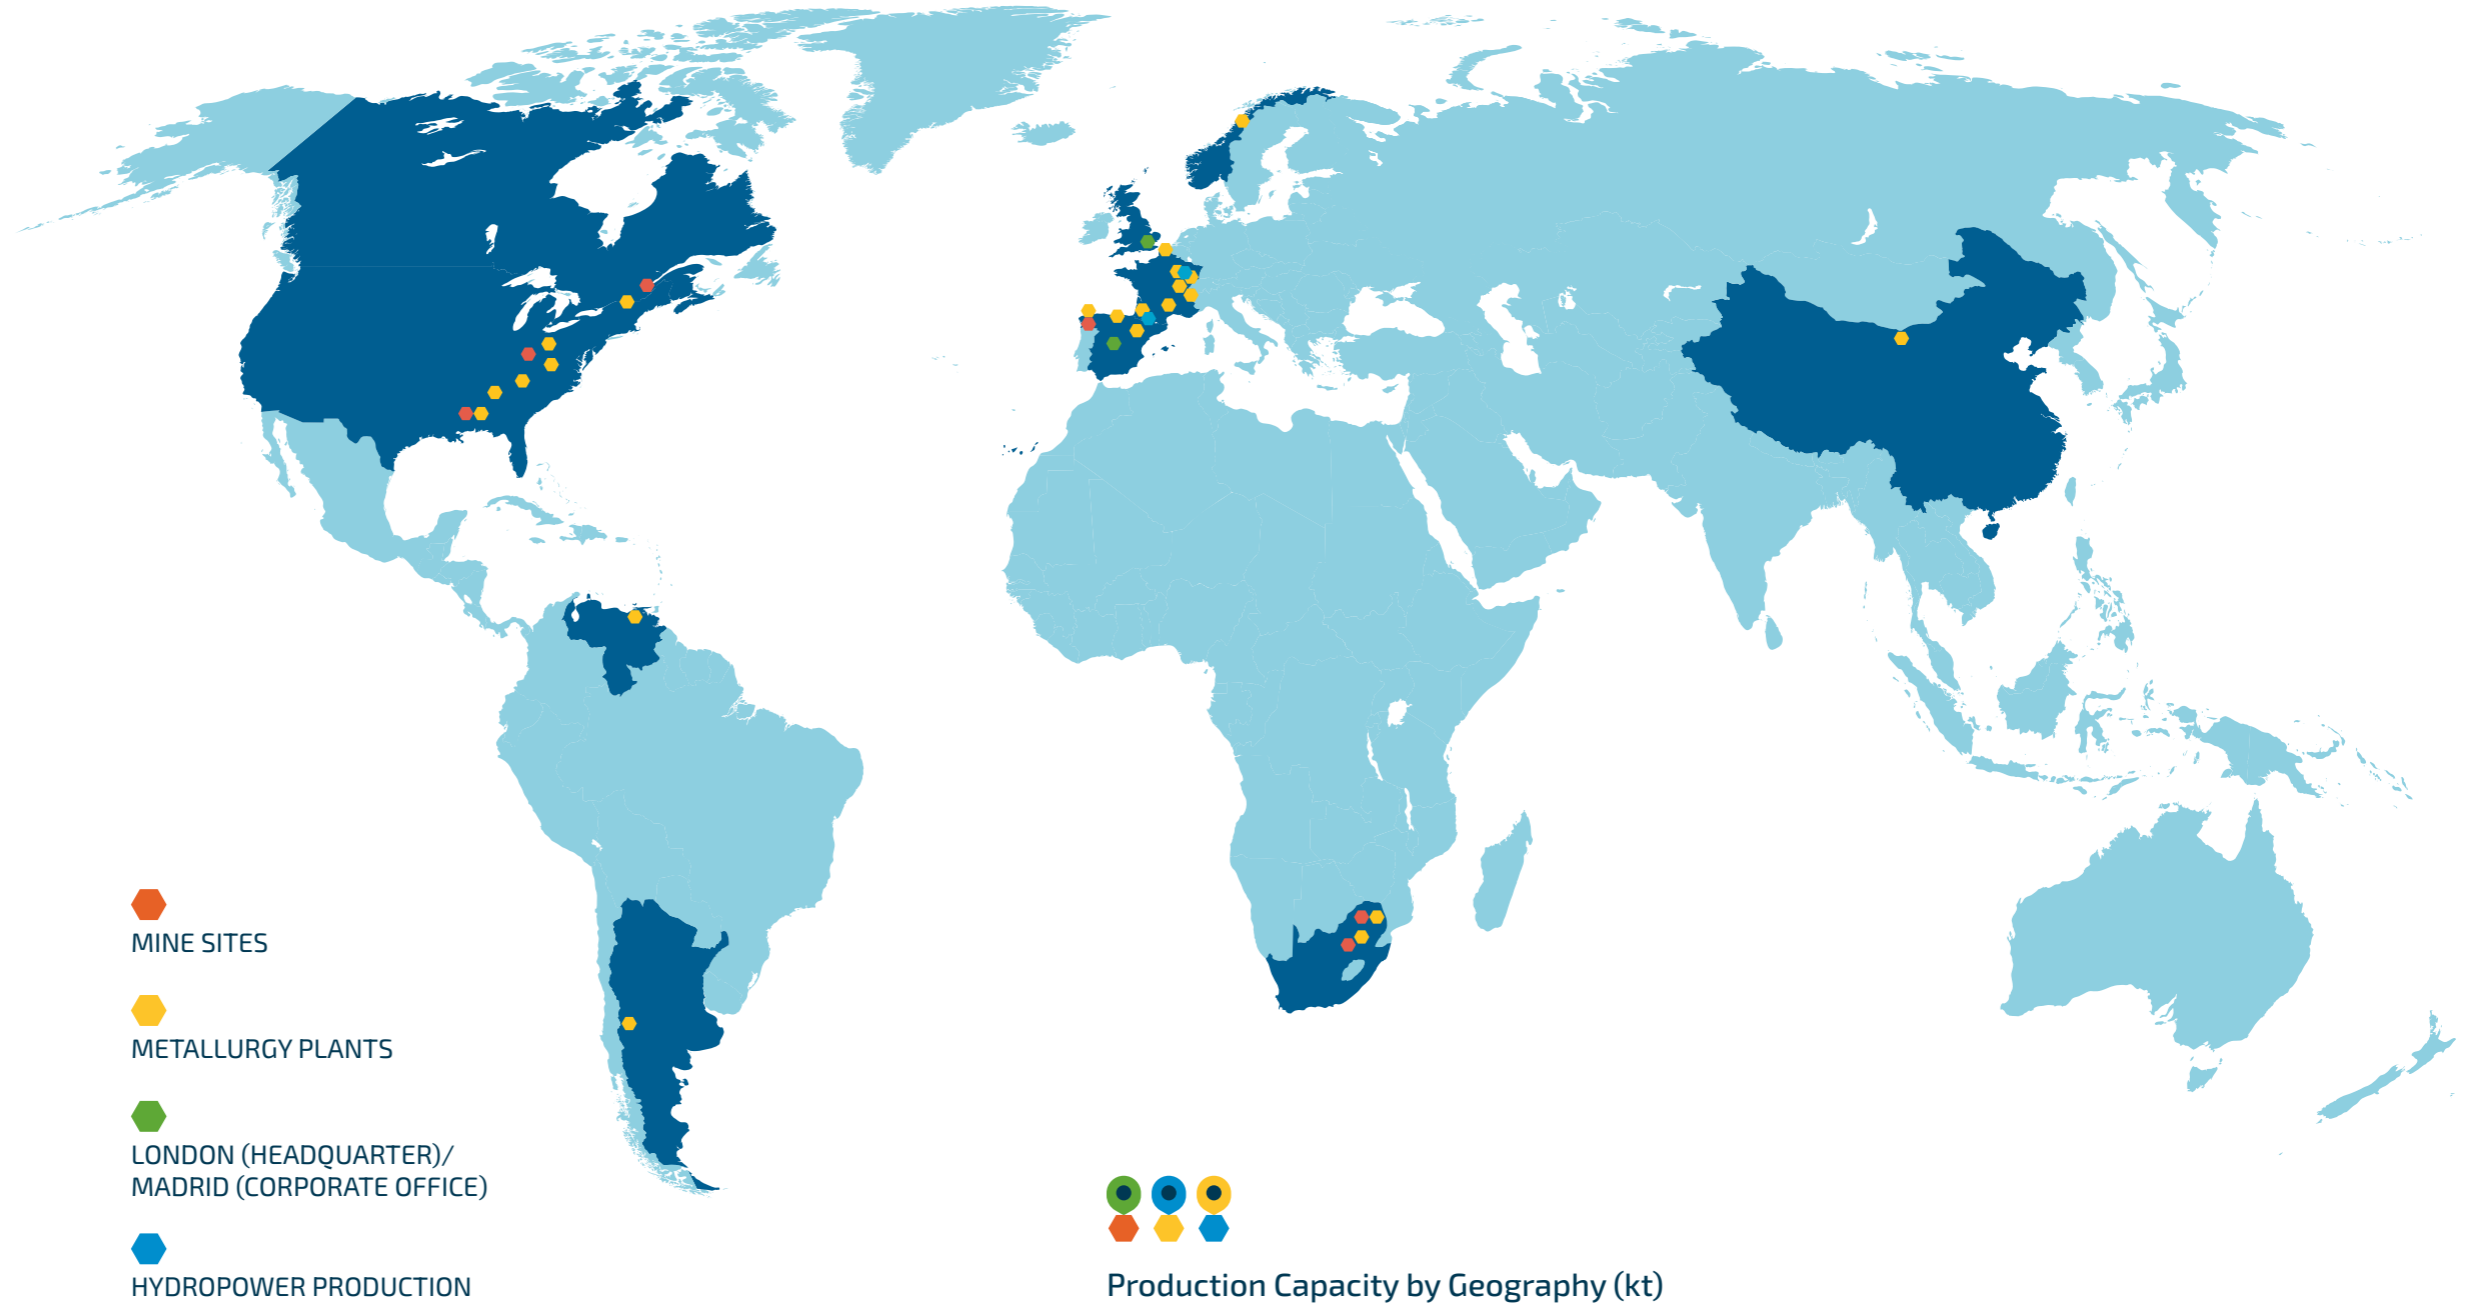 MINE SITES
METALLURGY PLANTS
LONDON (HEADQUARTER)/
MADRID (CORPORATE OFFICE)
HYDROPOWER PRODUCTION
Production Capacity by Geography (kt)